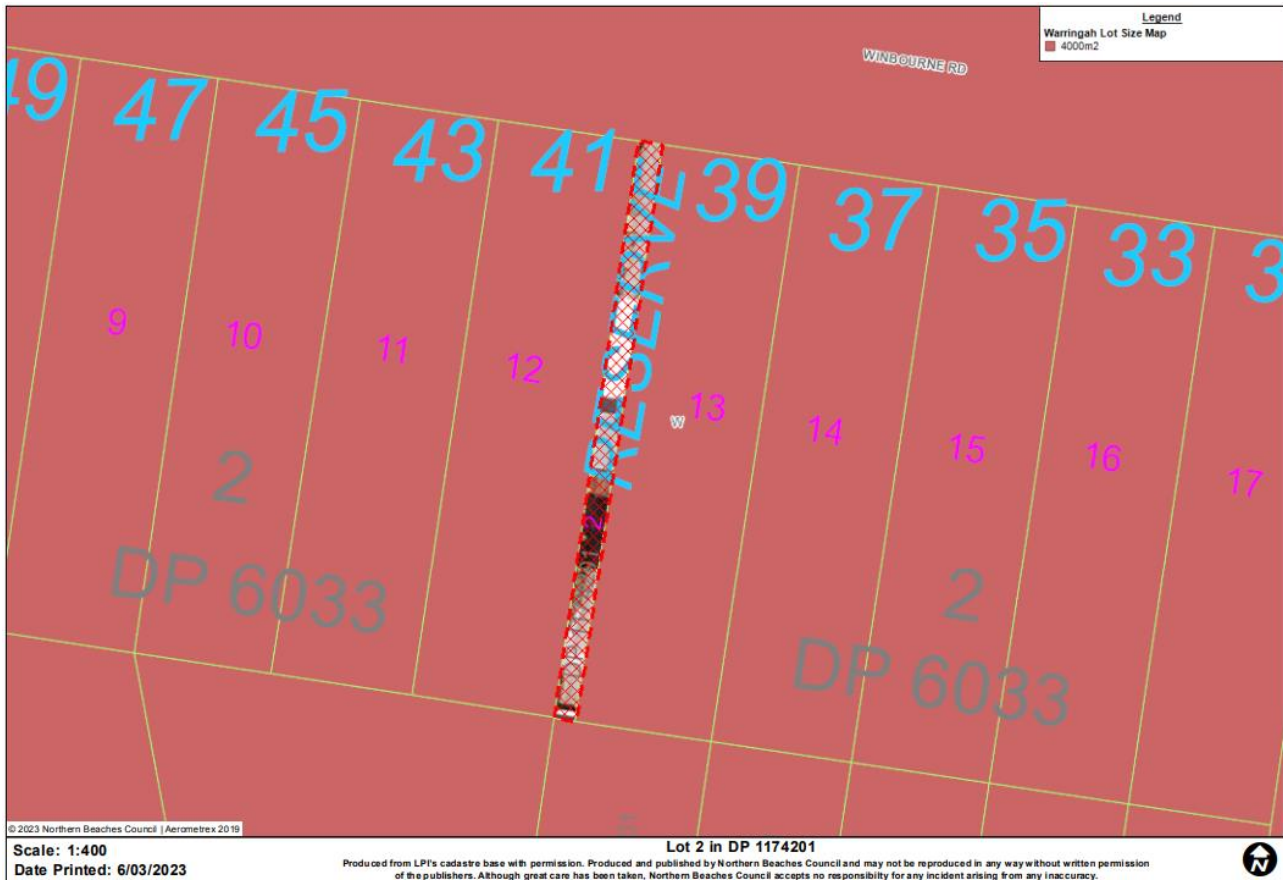 Legend
Warringah Lot Size Map
4000m2
WINBOURNE RD
49
47
45
43
41
39
37
35
33
3
RESERVE
9
10
11
12
13
14
15
16
17
W
2
2
DP 6033
2
DP 6033
© 2023 Northern Beaches Council | Aerometrex 2019
Scale: 1:400
Date Printed: 6/03/2023
Lot 2 in DP 1174201
Produced from LPI's cadastre base with permission. Produced and published by Northern Beaches Council and may not be reproduced in any way without written permission
of the publishers. Although great care has been taken, Northern Beaches Council accepts no responsibilty for any incident arising from any inaccuracy.
N